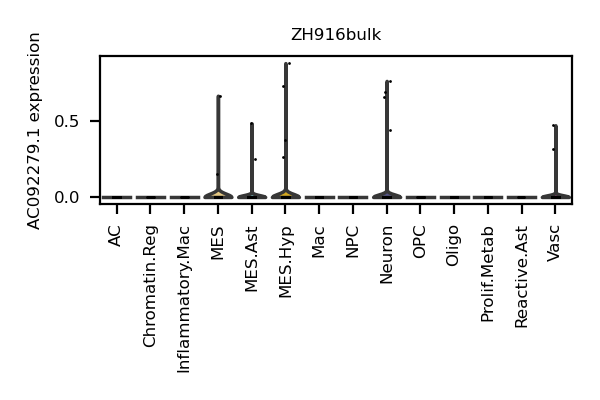 ZH916bulk
AC092279.1 expression
0.5
0.0
AC
Chromatin.Reg
Inflammatory.Mac
MES
MES.Ast
MES.Hyp
Mac
NPC
Neuron
OPC
Oligo
Prolif.Metab
Reactive.Ast
Vasc